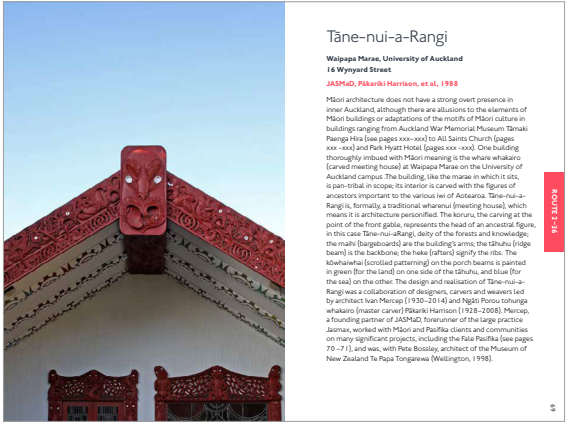 Tāne-nui-a-Rangi
Waipapa Marae, University of Auckland
16 Wynyard Street
JASMaD, Pākariki Harrison, et al., 1988
Māori architecture does not have a strong overt presence in
inner Auckland, although there are allusions to the elements of
Māori buildings or adaptations of the motifs of Māori culture in
buildings ranging from Auckland War Memorial Museum Tāmaki
Paenga Hira (see pages xxx–xxx) to All Saints Church (pages
xxx -xxx) and Park Hyatt Hotel (pages xxx -xxx). One building
thoroughly imbued with Māori meaning is the whare whakairo
(carved meeting house) at Waipapa Marae on the University of
Auckland campus .The building, like the marae in which it sits,
is pan-tribal in scope; its interior is carved with the figures of
ancestors important to the various iwi of Aotearoa. Tāne-nui-a-
Rangi is, formally, a traditional wharenui (meeting house), which
means it is architecture personified. The koruru, the carving at the
point of the front gable, represents the head of an ancestral figure,
in this case Tāne-nui-aRangi, deity of the forests and knowledge;
the maihi (bargeboards) are the building's arms; the tāhuhu (ridge
beam) is the backbone; the heke (rafters) signify the ribs. The
kōwhaiwhai (scrolled patterning) on the porch beams is painted
in green (for the land) on one side of the tāhuhu, and blue (for
the sea) on the other. The design and realisation of Tāne-nui-a-
Rangi was a collaboration of designers, carvers and weavers led
by architect Ivan Mercep (1930–2014) and Ngāti Porou tohunga
whakairo (master carver) Pākariki Harrison (1928–2008). Mercep,
a founding partner of JASMaD, forerunner of the large practice
Jasmax, worked with Māori and Pasifika clients and communities
on many significant projects, including the Fale Pasifika (see pages
70 –71), and was, with Pete Bossley, architect of the Museum of
New Zealand Te Papa Tongarewa (Wellington, 1998).
ROUTE 2 -26
69